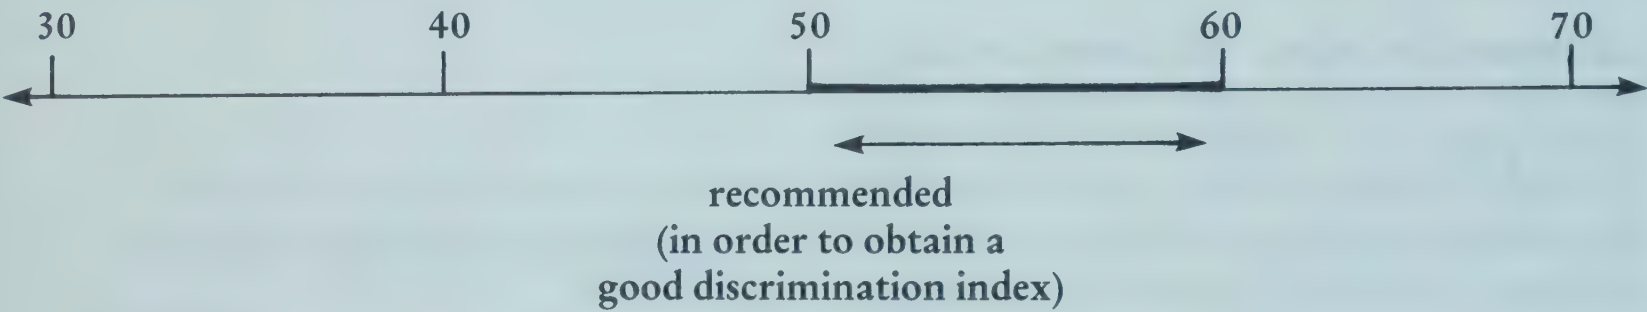 30 40 50 60 70
recommended
(in order to obtain a
good discrimination index)